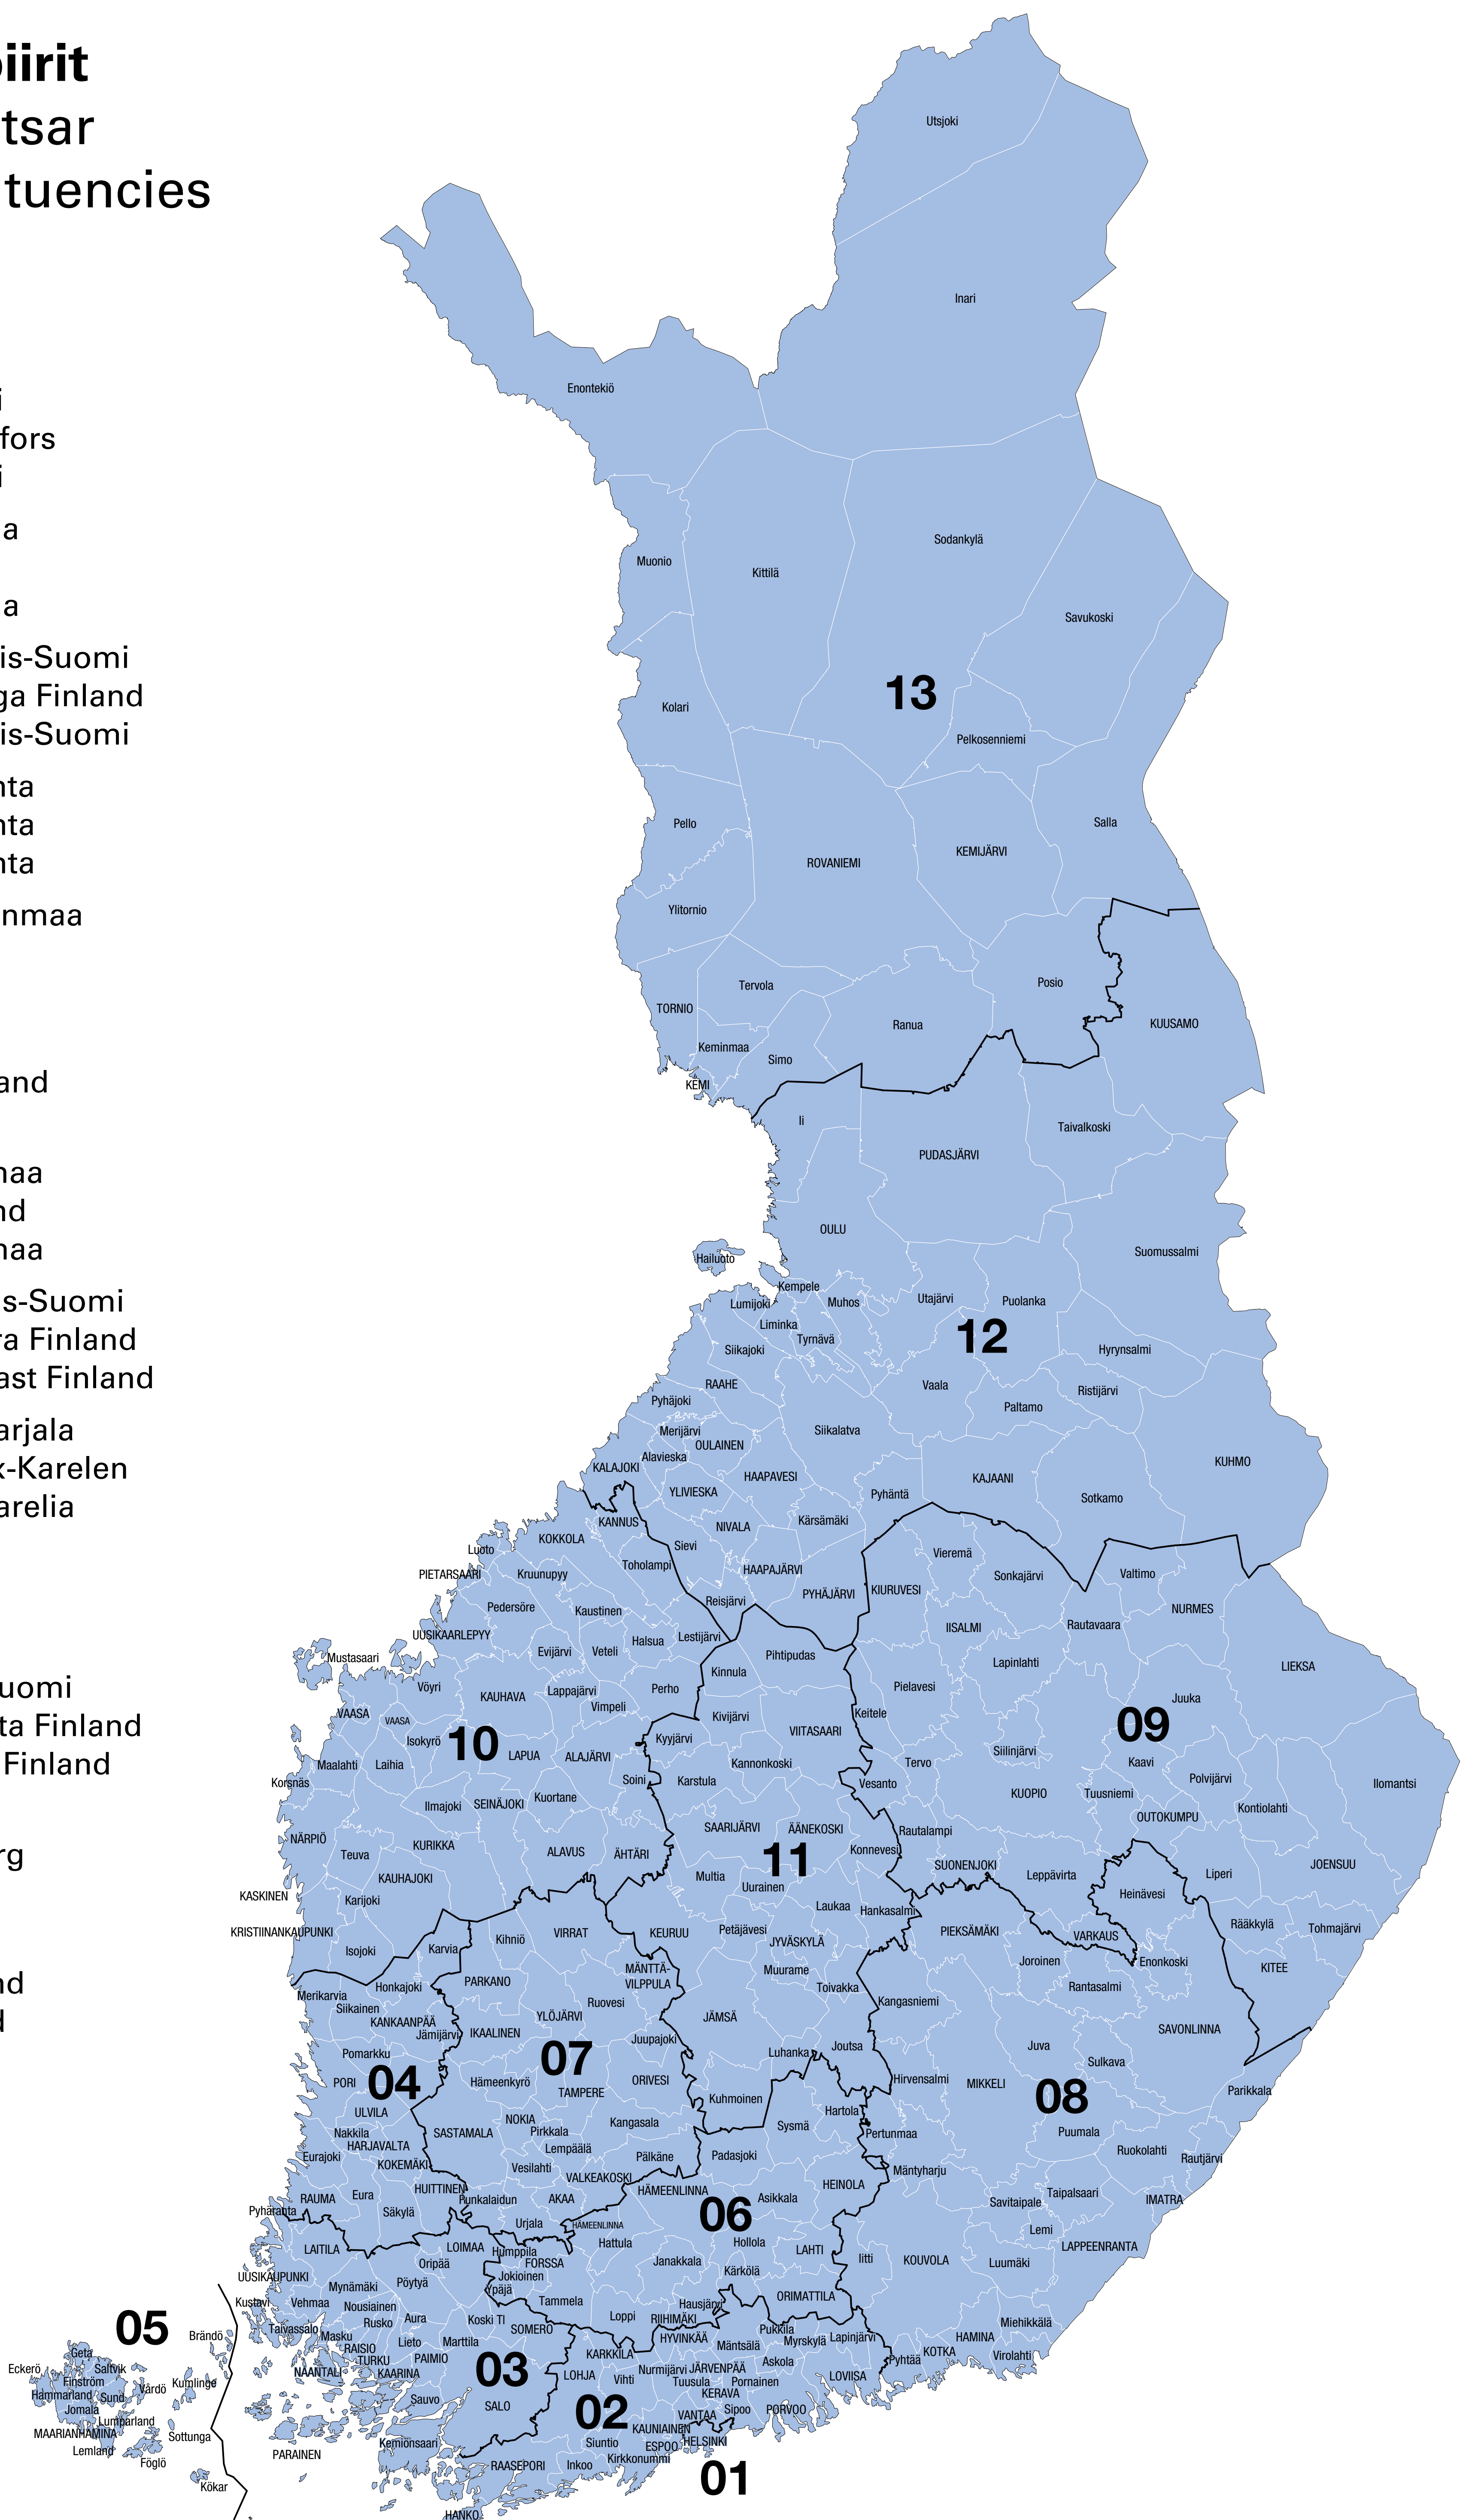 piirit
tsar
tuencies
i
fors
i
a
a
is-Suomi
ga Finland
is-Suomi
nta
nta
nta
nmaa
and
naa
nd
naa
s-Suomi
ra Finland
ast Finland
arjala
x-Karelen
arelia
uomi
ta Finland
Finland
rg
nd
d
Utsjoki
Inari
Enontekiö
Sodankylä
Muonio
Kittilä
Savukoski
13
Kolari
Pelkosenniemi
Pello
Salla
KEMIJÄRVI
ROVANIEMI
Ylitornio
Posio
Tervola
TORNIO
KUUSAMO
Ranua
Keminmaa
Simo
KEMI
Ii
Taivalkoski
PUDASJÄRVI
OULU
Suomussalmi
Hailuoto
Kempele
Utajärvi
Puolanka
Lumijoki
Muhos
Liminka
12
Tyrnävä
Siikajoki
Hyrynsalmi
RAAHE
Vaala
Ristijärvi
Pyhäjoki
Paltamo
Merijärvi
Siikalatva
OULAINEN
Alavieska
KUHMO
KALAJOKI
HAAPAVESI
KAJAANI
YLIVIESKA
Pyhäntä
Sotkamo
KANNUS
Kärsämäki
NIVALA
KOKKOLA
Sievi
Luoto
Vieremä
Toholampi
HAAPAJÄRVI
Valtimo
PIETARSAARI
Kruunupyy
Sonkajärvi
KIURUVESI
PYHÄJÄRVI
Reisjärvi
Pedersöre
Kaustinen
NURMES
Rautavaara
IISALMI
UUSIKAARLEPYY
Lestijärvi
Halsua
Evijärvi
Veteli
Pihtipudas
Mustasaari
Lapinlahti
LIEKSA
Kinnula
Vöyri
Perho
Pielavesi
KAUHAVA
Lappajärvi
Juuka
Vimpeli
VAASA
VAASA
Keitele
Kivijärvi
09
VIITASAARI
Isokyrö
10
Kyyjärvi
LAPUA
ALAJÄRVI
Siilinjärvi
Maalahti
Laihia
Kannonkoski
Tervo
Kaavi
Korsnäs
Soini
Karstula
Vesanto
Polvijärvi
Ilomantsi
KUOPIO
Tuusniemi
Ilmajoki
SEINÄJOKI
Kuortane
Kontiolahti
OUTOKUMPU
SAARIJÄRVI
ÄÄNEKOSKI
Rautalampi
NÄRPIÖ
KURIKKA
Teuva
ALAVUS
ÄHTÄRI
Konnevesi
11
SUONENJOKI
JOENSUU
KAUHAJOKI
Multia
Leppävirta
Liperi
Uurainen
KASKINEN
Karijoki
Heinävesi
Laukaa
Hankasalmi
KRISTIINANKAUPUNKI
Kihniö
VIRRAT
KEURUU
Petäjävesi
PIEKSÄMÄKI
Rääkkylä
Tohmajärvi
JYVÄSKYLÄ
VARKAUS
Isojoki
Karvia
Joroinen
Enonkoski
MÄNTTÄ-
VILPPULA
Muurame
KITEE
PARKANO
Honkajoki
Toivakka
Rantasalmi
Merikarvia
Ruovesi
Kangasniemi
Siikainen
YLÖJÄRVI
JÄMSÄ
KANKAANPÄÄ
Jämijärvi
IKAALINEN
SAVONLINNA
Juupajoki
Joutsa
Juva
Pomarkku
07
Luhanka
Sulkava
04
PORI
Hämeenkyrö
ORIVESI
Hirvensalmi
MIKKELI
08
Parikkala
TAMPERE
Kuhmoinen
ULVILA
Hartola
NOKIA
Kangasala
Sysmä
Nakkila
SASTAMALA
Pirkkala
Pertunmaa
Puumala
HARJAVALTA
Lempäälä
Ruokolahti
Eurajoki
Pälkäne
Padasjoki
Rautjärvi
KOKEMÄKI
Vesilahti
VALKEAKOSKI
Mäntyharju
HEINOLA
HUITTINEN
HÄMEENLINNA
Taipalsaari
RAUMA
Eura
Punkalaidun
AKAA
Asikkala
Savitaipale
IMATRA
Pyhäranta
Säkylä
06
Urjala
HÄMEENLINNA
Lemi
Hollola
Hattula
LAPPEENRANTA
LAITILA
LOIMAA
Humppila
LAHTI
Iitti
KOUVOLA
Luumäki
Oripää
FORSSA
Janakkala
Kärkölä
UUSIKAUPUNKI
Jokioinen
Mynämäki
Pöytyä
Ypäjä
ORIMATTILA
Kustavi
Vehmaa
Nousiainen
Tammela
Hausjärvi
Loppi
RIIHIMÄKI
Aura
Koski Tl
Rusko
Miehikkälä
05
Taivassalo
SOMERO
Pukkila
Brändö
Masku
HYVINKÄÄ
Myrskylä
Lapinjärvi
HAMINA
Lieto
Marttila
Mäntsälä
RAISIO
KARKKILA
KOTKA
Geta
TURKU
PAIMIO
Askola
Pyhtää
Virolahti
Eckerö
Saltvik
NAANTALI
KAARINA
03
LOHJA
Nurmijärvi
JÄRVENPÄÄ
LOVIISA
Finström
Kumlinge
Vihti
Tuusula
Pornainen
Vårdö
Hammarland
Sund
Sauvo
KERAVA
Jomala
SALO
02
Sipoo
PORVOO
Lumparland
VANTAA
MAARIANHAMINA
Sottunga
KAUNIAINEN
Kemiönsaari
Siuntio
ESPOO
HELSINKI
Lemland
PARAINEN
Kirkkonummi
Föglö
RAASEPORI
Inkoo
01
Kökar
HANKO